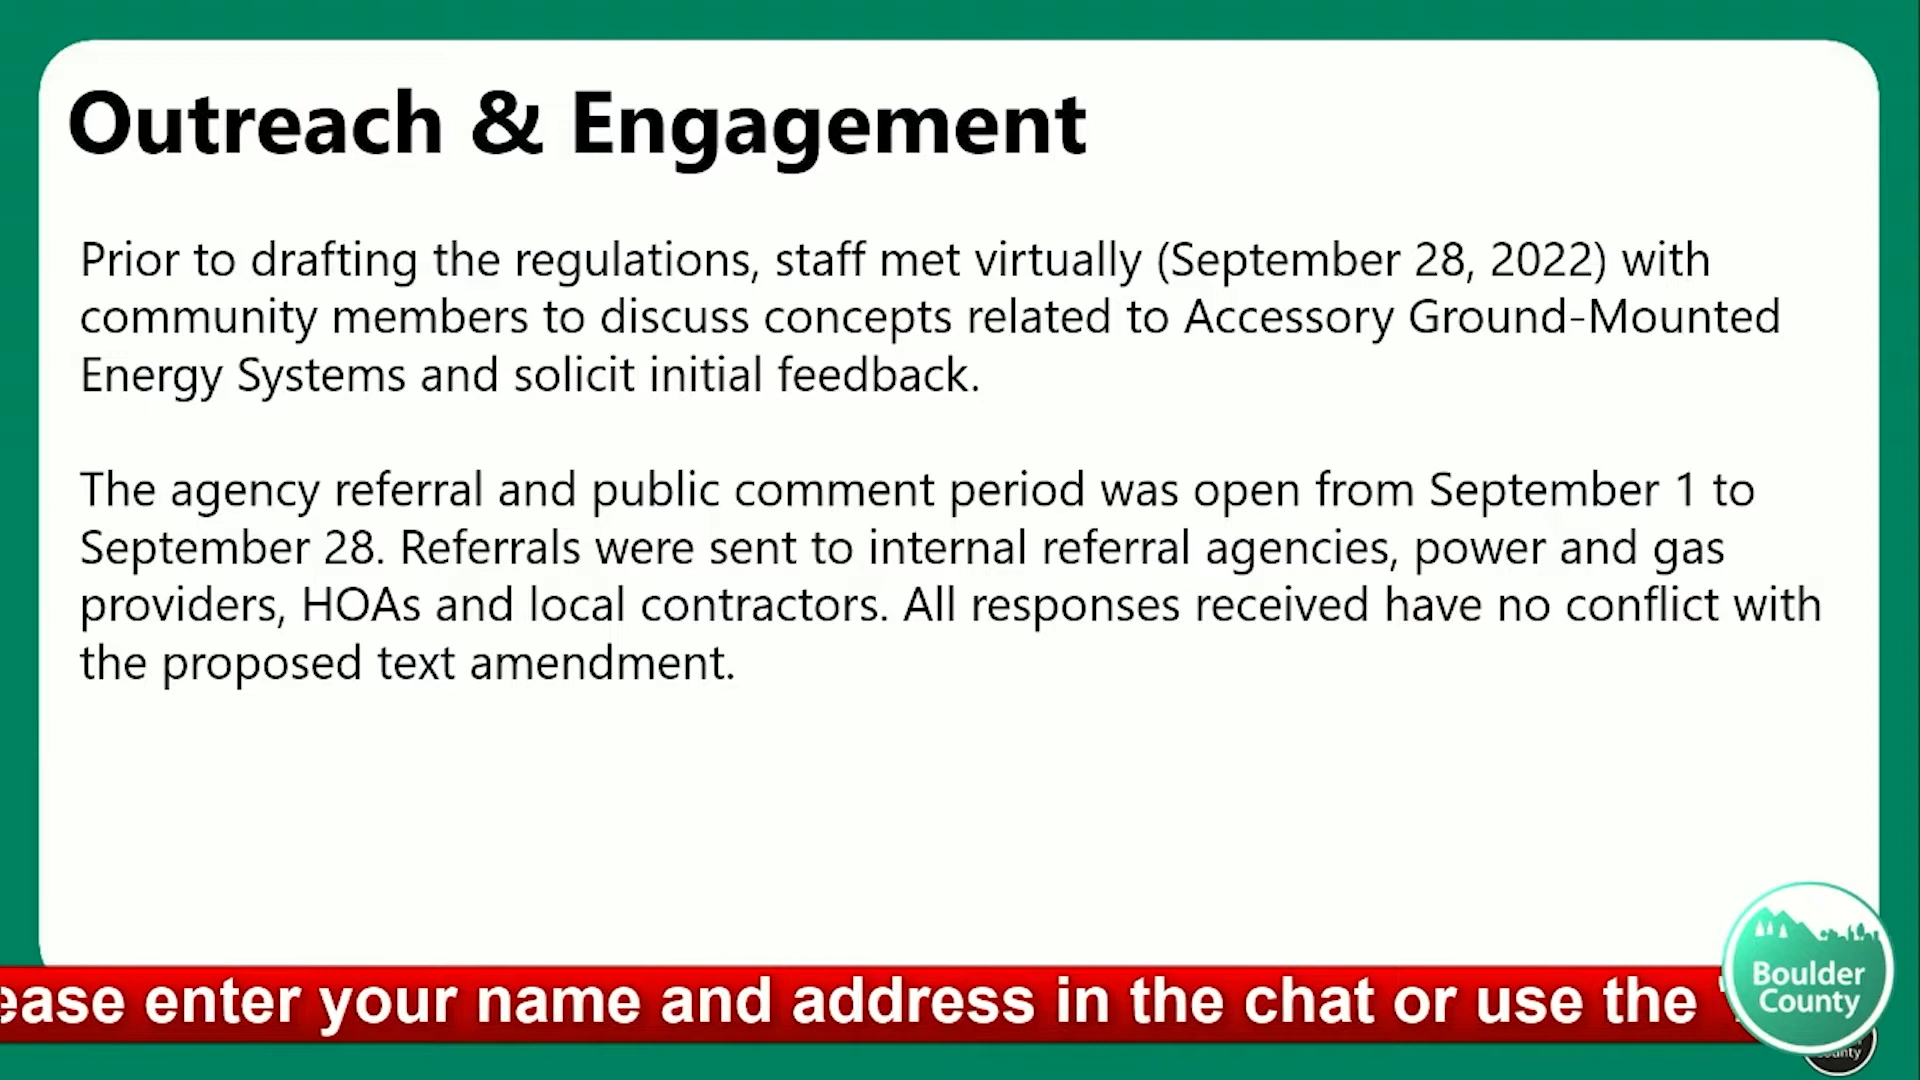 Outreach & Engagement
Prior to drafting the regulations, staff met virtually (September 28, 2022) with
community members to discuss concepts related to Accessory Ground-Mounted
Energy Systems and solicit initial feedback.
The agency referral and public comment period was open from September 1 to
September 28. Referrals were sent to internal referral agencies, power and gas
providers, HOAs and local contractors. All responses received have no conflict with
the proposed text amendment.
ease enter your name and address in the chat or use the
Boulder
County